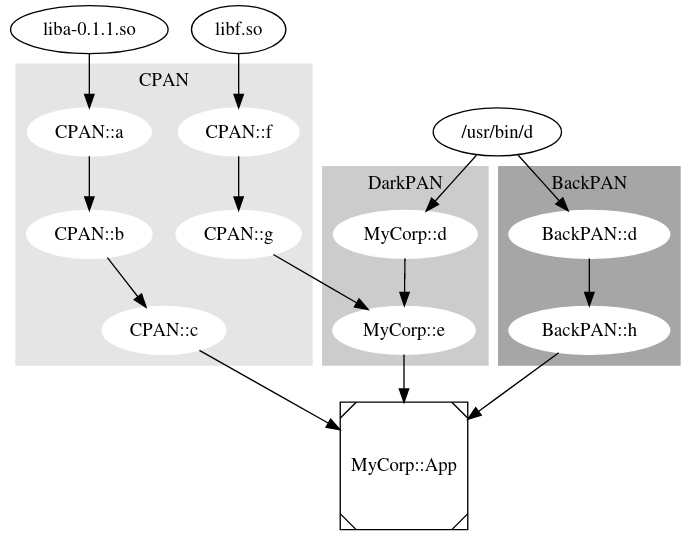 liba-0.1.1.so
libf.so
CPAN
CPAN::a
CPAN::f
/usr/bin/d
DarkPAN
BackPAN
CPAN::b
CPAN::g
MyCorp::d
BackPAN::d
CPAN::c
MyCorp::e
BackPAN::h
MyCorp::App